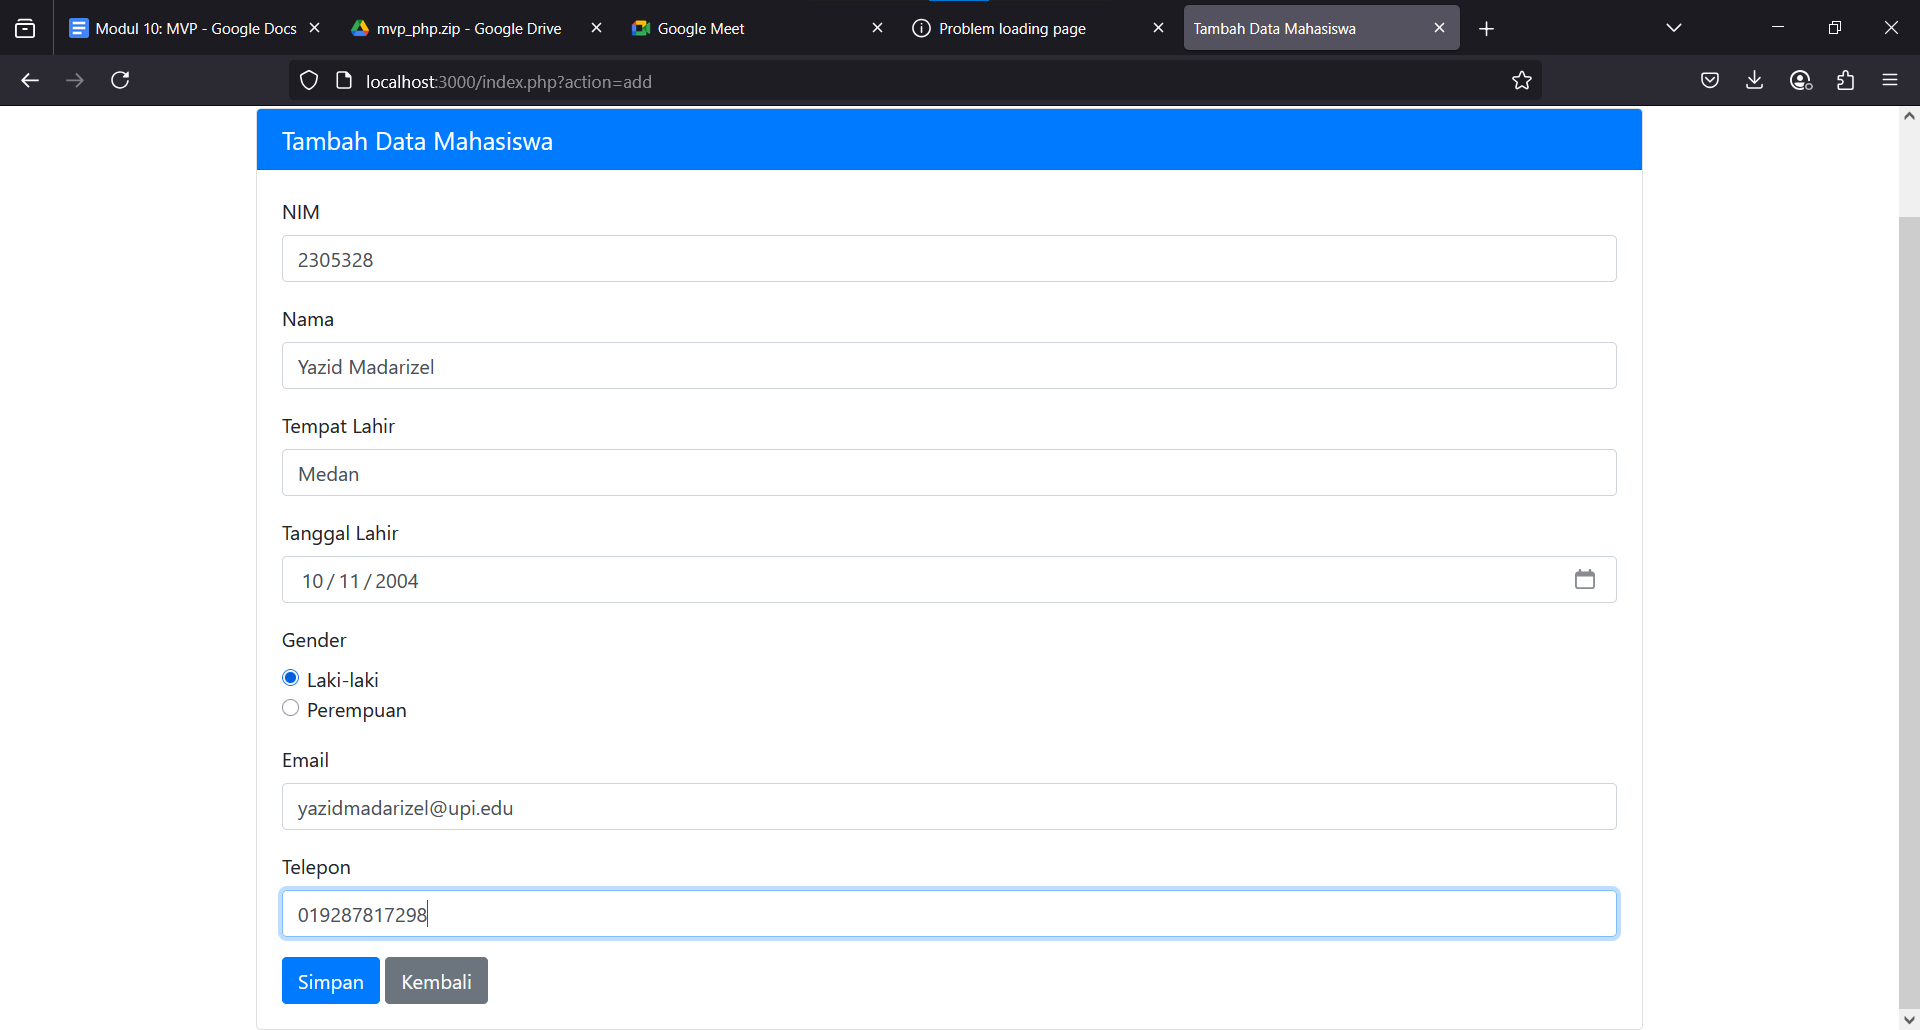 Modul 10: MVP - Google Docs
mvp_php.zip - Google Drive
Google Meet
Problem loading page
Tambah Data Mahasiswa
localhost:3000/index.php?action=add
Tambah Data Mahasiswa
NIM
2305328
Nama
Yazid Madarizel
Tempat Lahir
Medan
Tanggal Lahir
10/11/2004
Gender
Laki-laki
Perempuan
Email
yazidmadarizel@upi.edu
Telepon
019287817298
Simpan Kembali